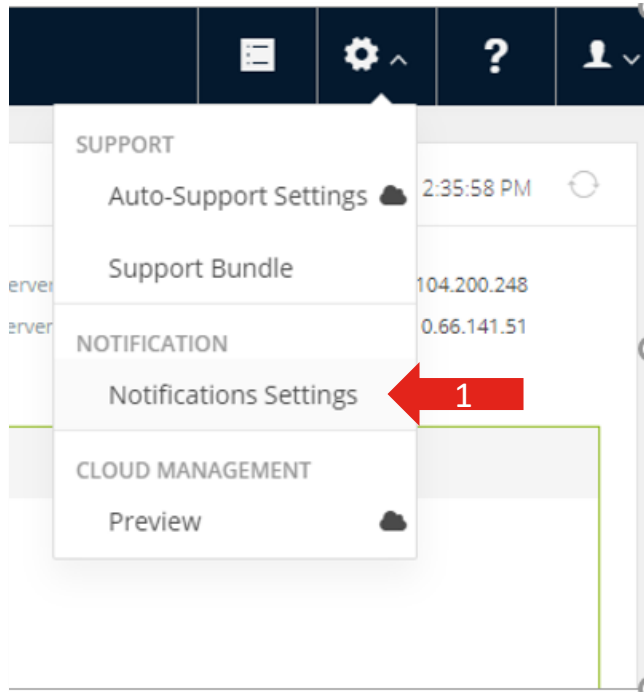 ?
SUPPORT
Auto-Support Settings
2:35:58 PM
Support Bundle
104.200.248
0.66.141.51
NOTIFICATION
Notifications Settings
1
CLOUD MANAGEMENT
Preview